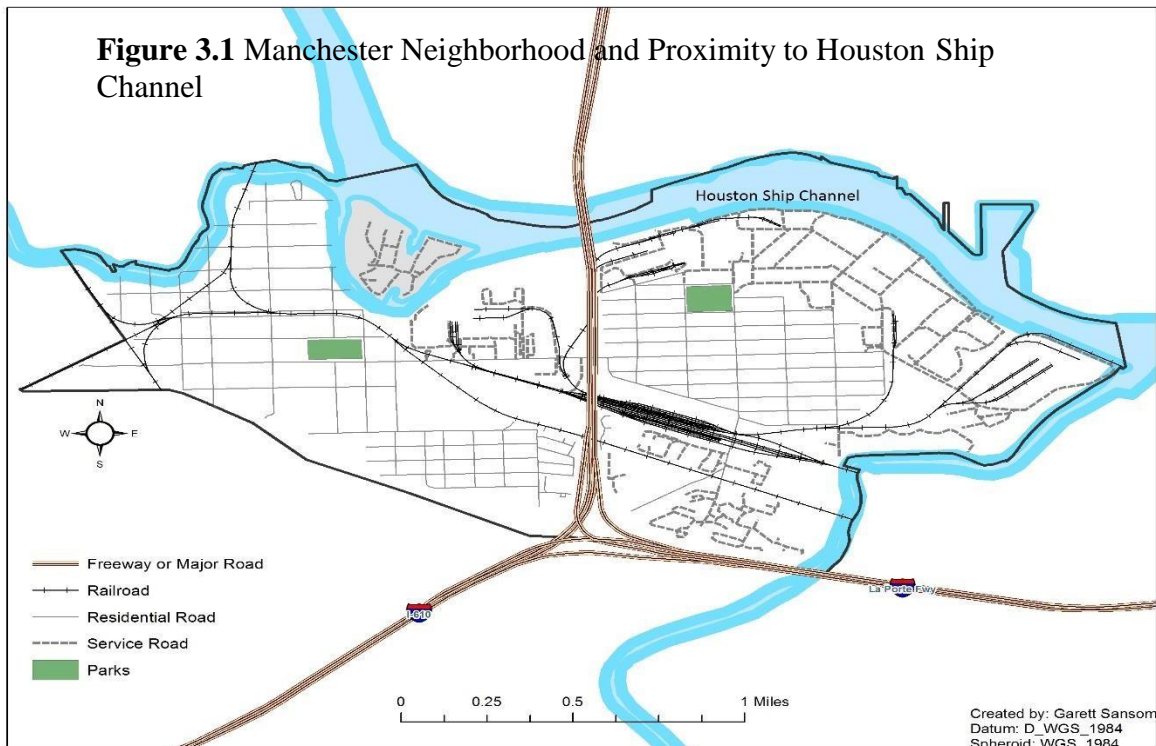 Figure 3.1 Manchester Neighborhood and Proximity to Houston Ship
Channel
Houston Ship Channel
N
W E
S
Freeway or Major Road
Railroad
Residential Road
Service Road
Parks
I-610
La Porte Fwy
0 0.25 0.5 1 Miles
Created by: Garett Sansom
Datum: D_WGS_1984
Spheroid: WGS_1984